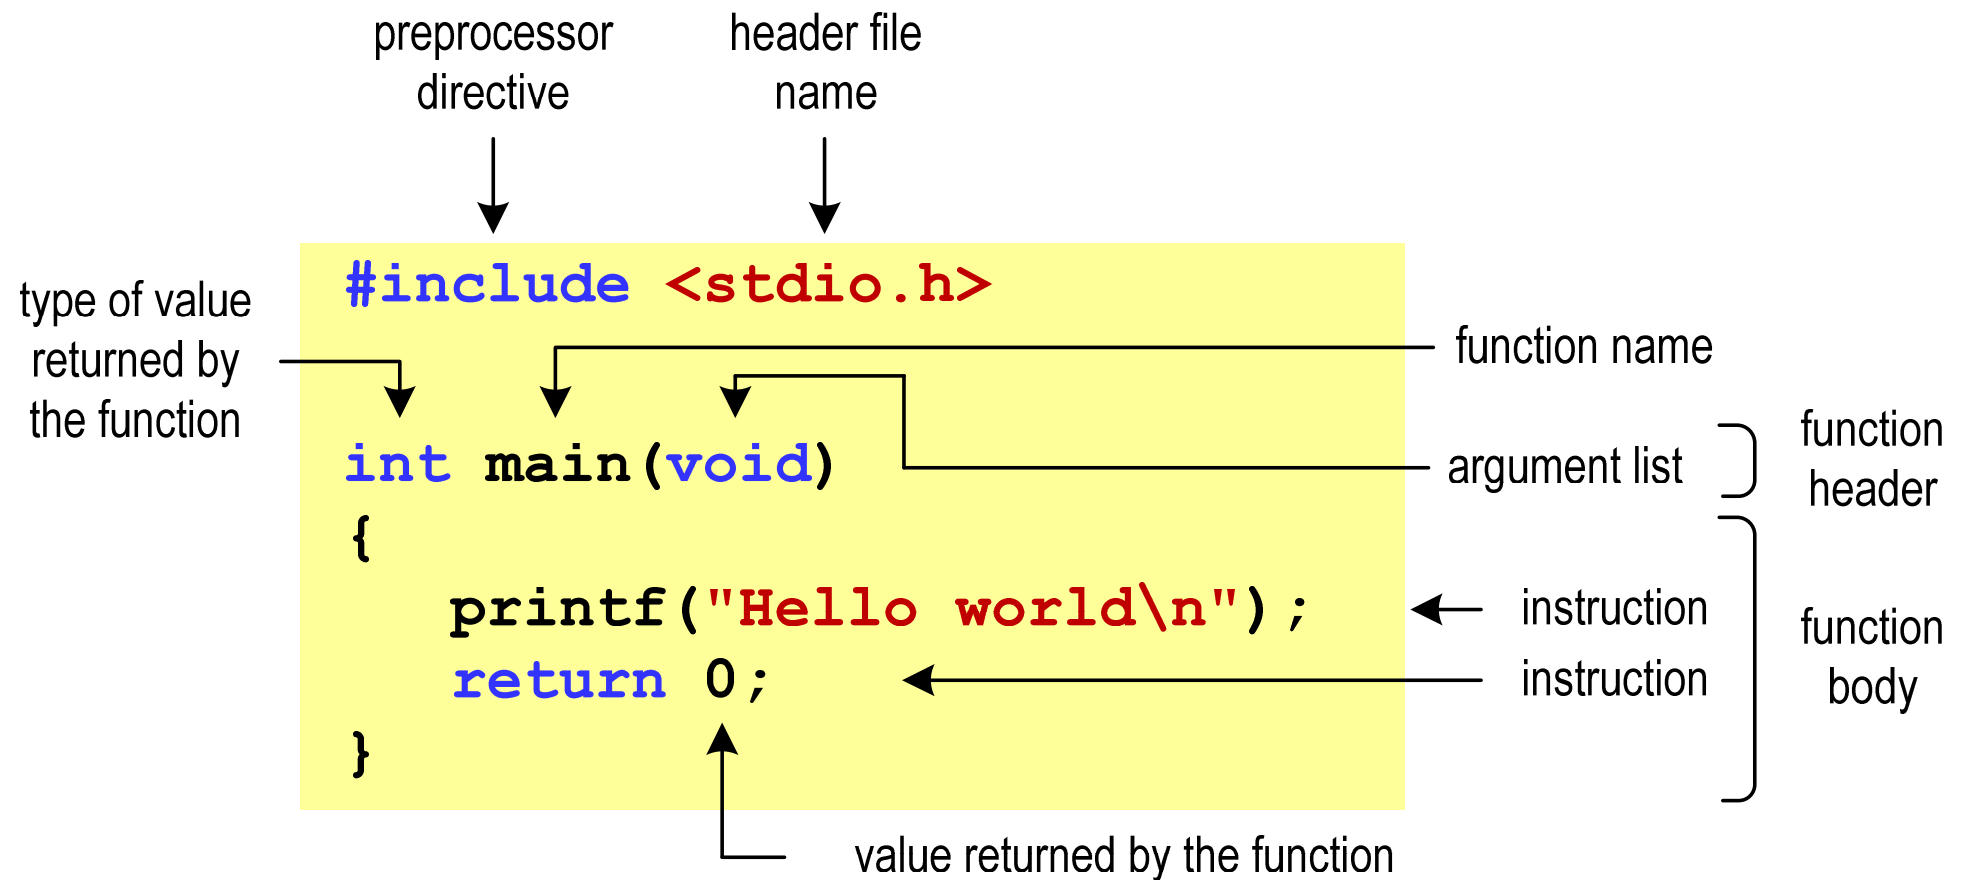 preprocessor
directive
header file
name
#include <stdio.h>
type of value
returned by
the function
function name
int main(void)
argument list
function
header
{
printf("Hello world\n");
instruction
return 0;
instruction
function
body
}
value returned by the function